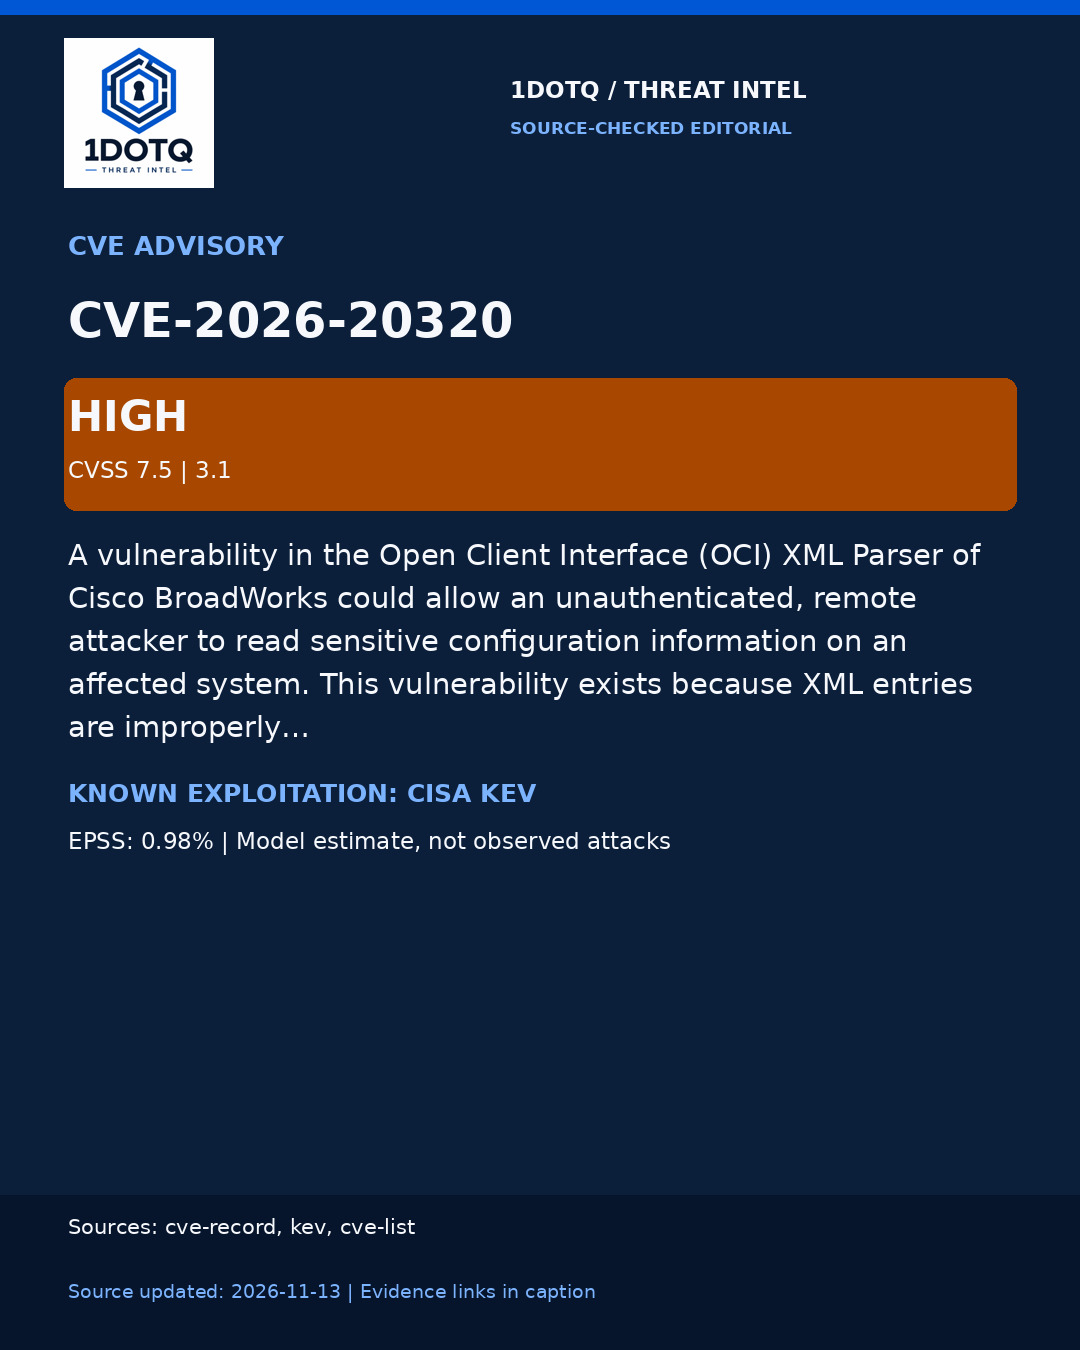 1DOTQ
THREAT INTEL
1DOTQ / THREAT INTEL
SOURCE-CHECKED EDITORIAL
CVE ADVISORY
CVE-2026-20320
HIGH
CVSS 7.5 | 3.1
A vulnerability in the Open Client Interface (OCI) XML Parser of
Cisco BroadWorks could allow an unauthenticated, remote
attacker to read sensitive configuration information on an
affected system. This vulnerability exists because XML entries
are improperly...
KNOWN EXPLOITATION: CISA KEV
EPSS: 0.98% | Model estimate, not observed attacks
Sources: cve-record, kev, cve-list
Source updated: 2026-11-13 | Evidence links in caption